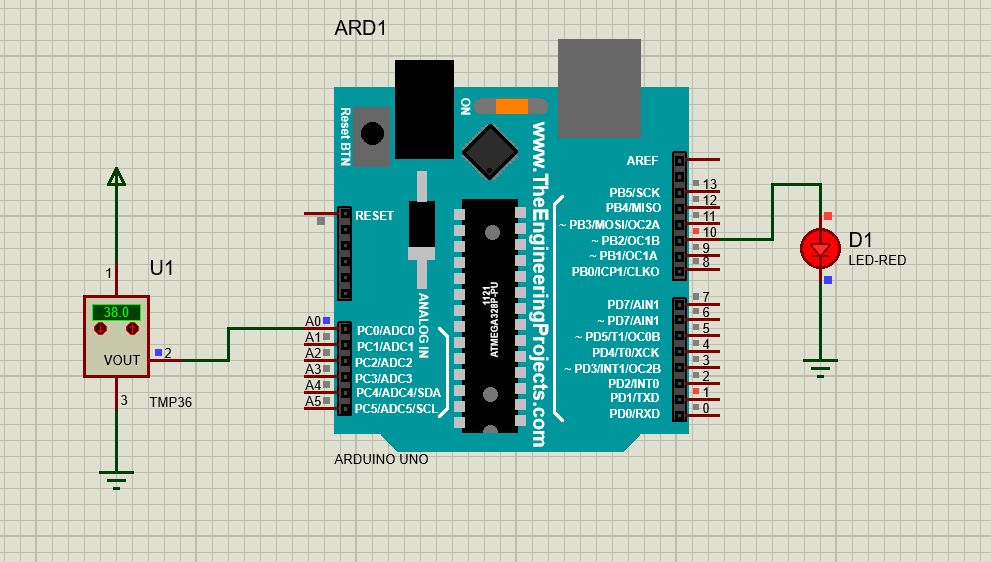 ARD1
Reset BTN
ON
www.TheEngineeringProjects.com
RESET
ANALOG IN
1121
ATMEGA328P-PU
AREF
PB5/SCK 13
PB4/MISO 12
~ PB3/MOSI/OC2A 11
~ PB2/OC1B 10
~ PB1/OC1A 9
PB0/ICP1/CLKO 8
PD7/AIN1 7
~ PD7/AIN1 6
~ PD5/T1/OC0B 5
PD4/T0/XCK 4
~ PD3/INT1/OC2B 3
PD2/INT0 2
PD1/TXD 1
PD0/RXD 0
A0 PC0/ADC0
A1 PC1/ADC1
A2 PC2/ADC2
A3 PC3/ADC3
A4 PC4/ADC4/SDA
A5 PC5/ADC5/SCL
ARDUINO UNO
U1
1
38.0
VOUT 2
3
TMP36
D1
LED-RED